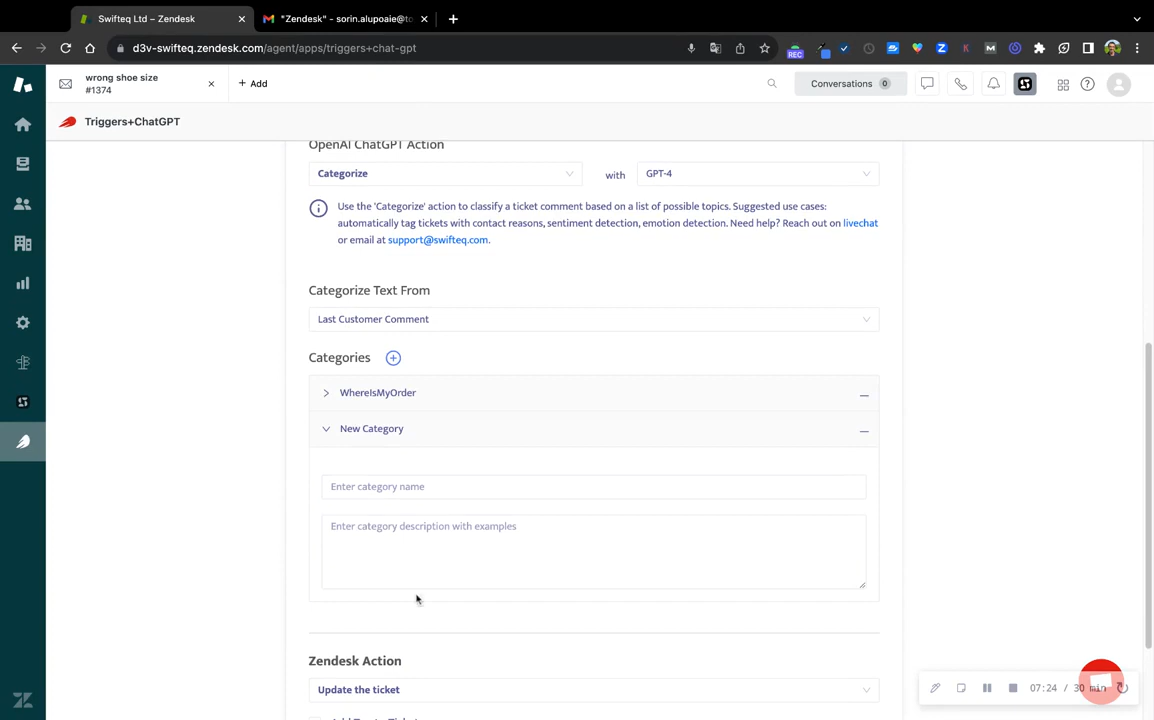 Swifteq Ltd – Zendesk
"Zendesk" - sorin.alupoaie@to
d3v-swifteq.zendesk.com/agent/apps/triggers+chat-gpt
REC
wrong shoe size
#1374
+ Add
Conversations 0
Triggers+ChatGPT
OpenAI ChatGPT Action
Categorize
with
GPT-4
Use the 'Categorize' action to classify a ticket comment based on a list of possible topics. Suggested use cases:
automatically tag tickets with contact reasons, sentiment detection, emotion detection. Need help? Reach out on livechat
or email at support@swifteq.com.
Categorize Text From
Last Customer Comment
Categories
WhereIsMyOrder
New Category
Enter category name
Enter category description with examples
Zendesk Action
Update the ticket
07:24 / 30 min